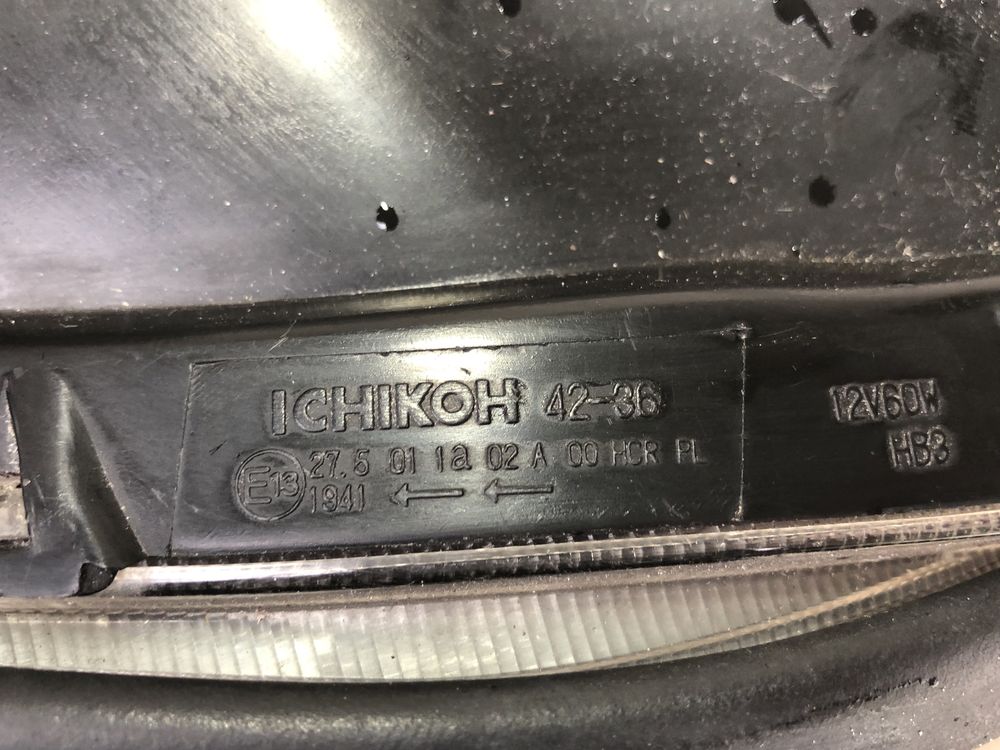 ICHIKOH 42-36
E13 27.5 01 1a 02 A 00 HCR PL
1941 ← ←
12V60W
HB3